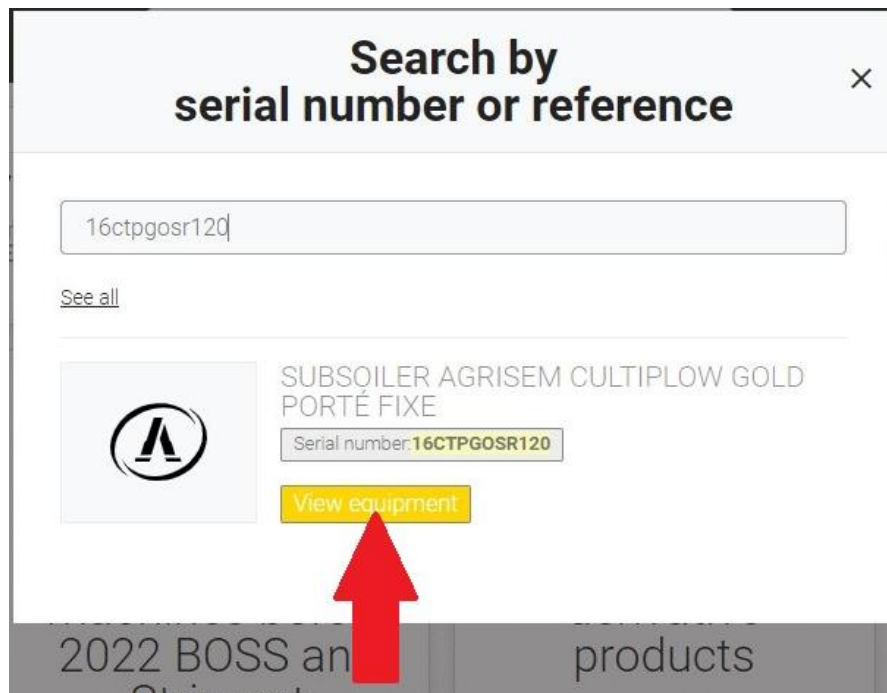 Search by
serial number or reference
×
16ctpgosr120
See all
SUBSOILER AGRISEM CULTIPLOW GOLD
PORTÉ FIXE
Serial number:16CTPGOSR120
View equipment
2022 BOSS an
products